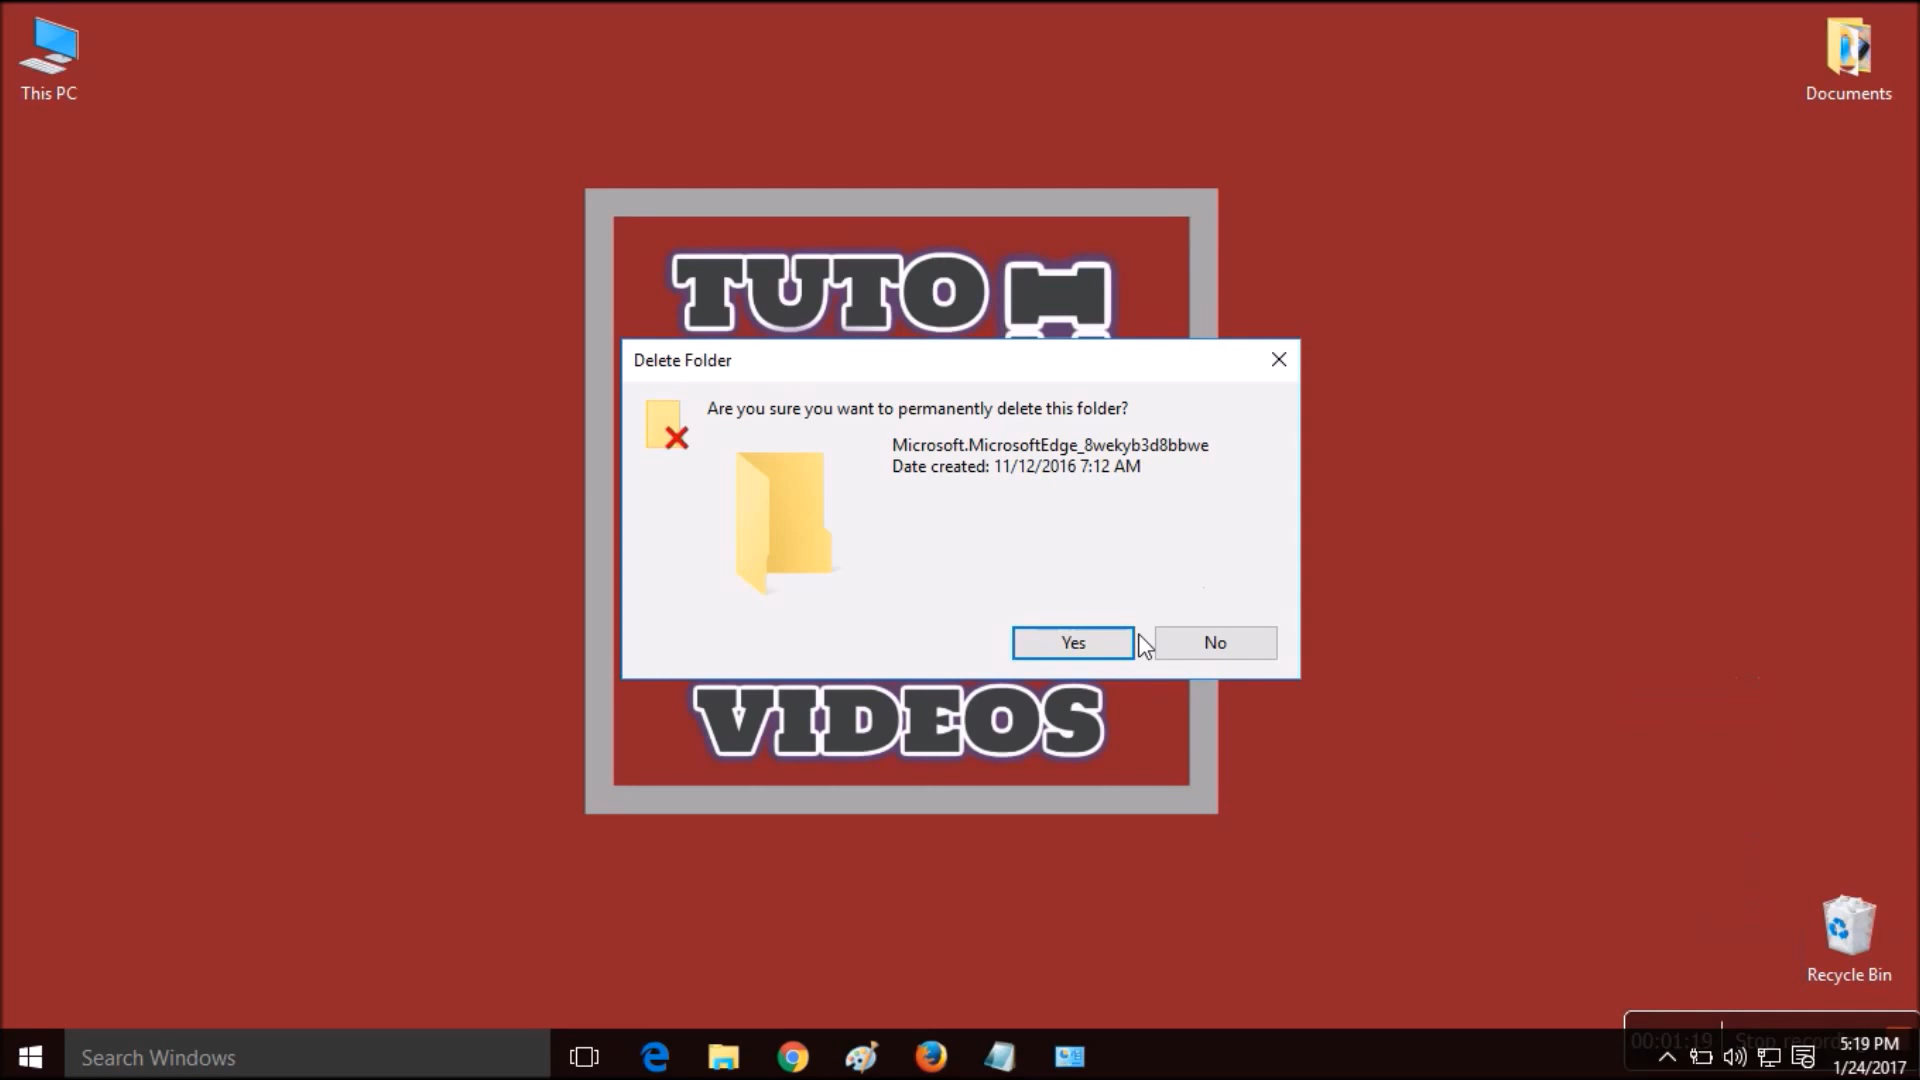 This PC
Documents
TUTO
Delete Folder
Are you sure you want to permanently delete this folder?
Microsoft.MicrosoftEdge_8wekyb3d8bbwe
Date created: 11/12/2016 7:12 AM
Yes
No
VIDEOS
Recycle Bin
Search Windows
00:01:19
Stop
5:19 PM
1/24/2017